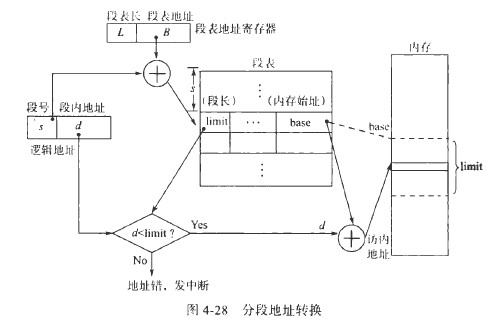 段表长 段表地址
L B 段表地址寄存器
内存
段表
s
⋮
段号 段内地址
(段长) (内存始址)
s d
limit … base
base
逻辑地址
limit
⋮
d<limit ?
Yes
d
访内
地址
No
地址错，发中断
图 4-28 分段地址转换